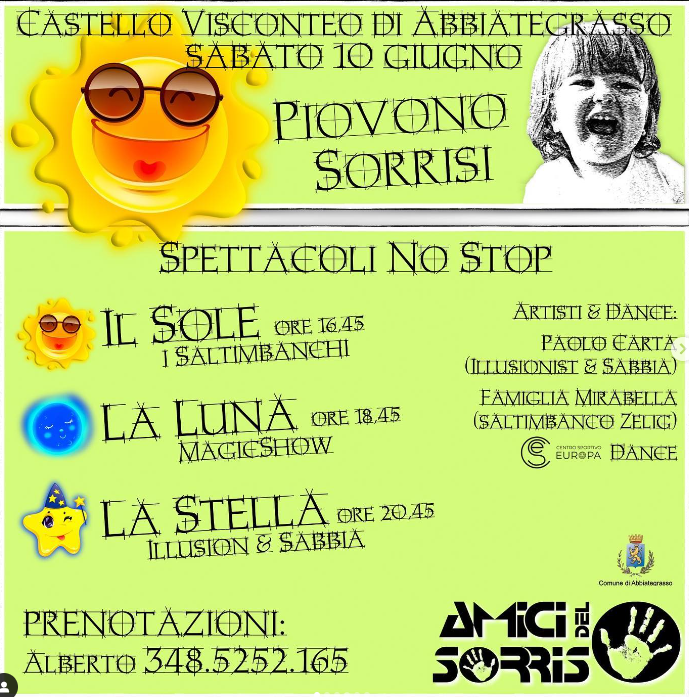 Castello Visconteo di Abbiategrasso
sabato 10 giugno
Piovono
Sorrisi
Spettacoli No Stop
Il Sole ore 16,45
i Saltimbanchi
La Luna ore 18,45
MagicShow
La Stella ore 20,45
Illusion & Sabbia
Artisti & Dance:
Paolo Carta
(Illusionist & Sabbia)
Famiglia Mirabella
(saltimbanco Zelig)
CENTRO SPORTIVO
EUROPA Dance
Comune di Abbiategrasso
Prenotazioni:
Alberto 348.5252.165
AMICI DEL
SORRISO